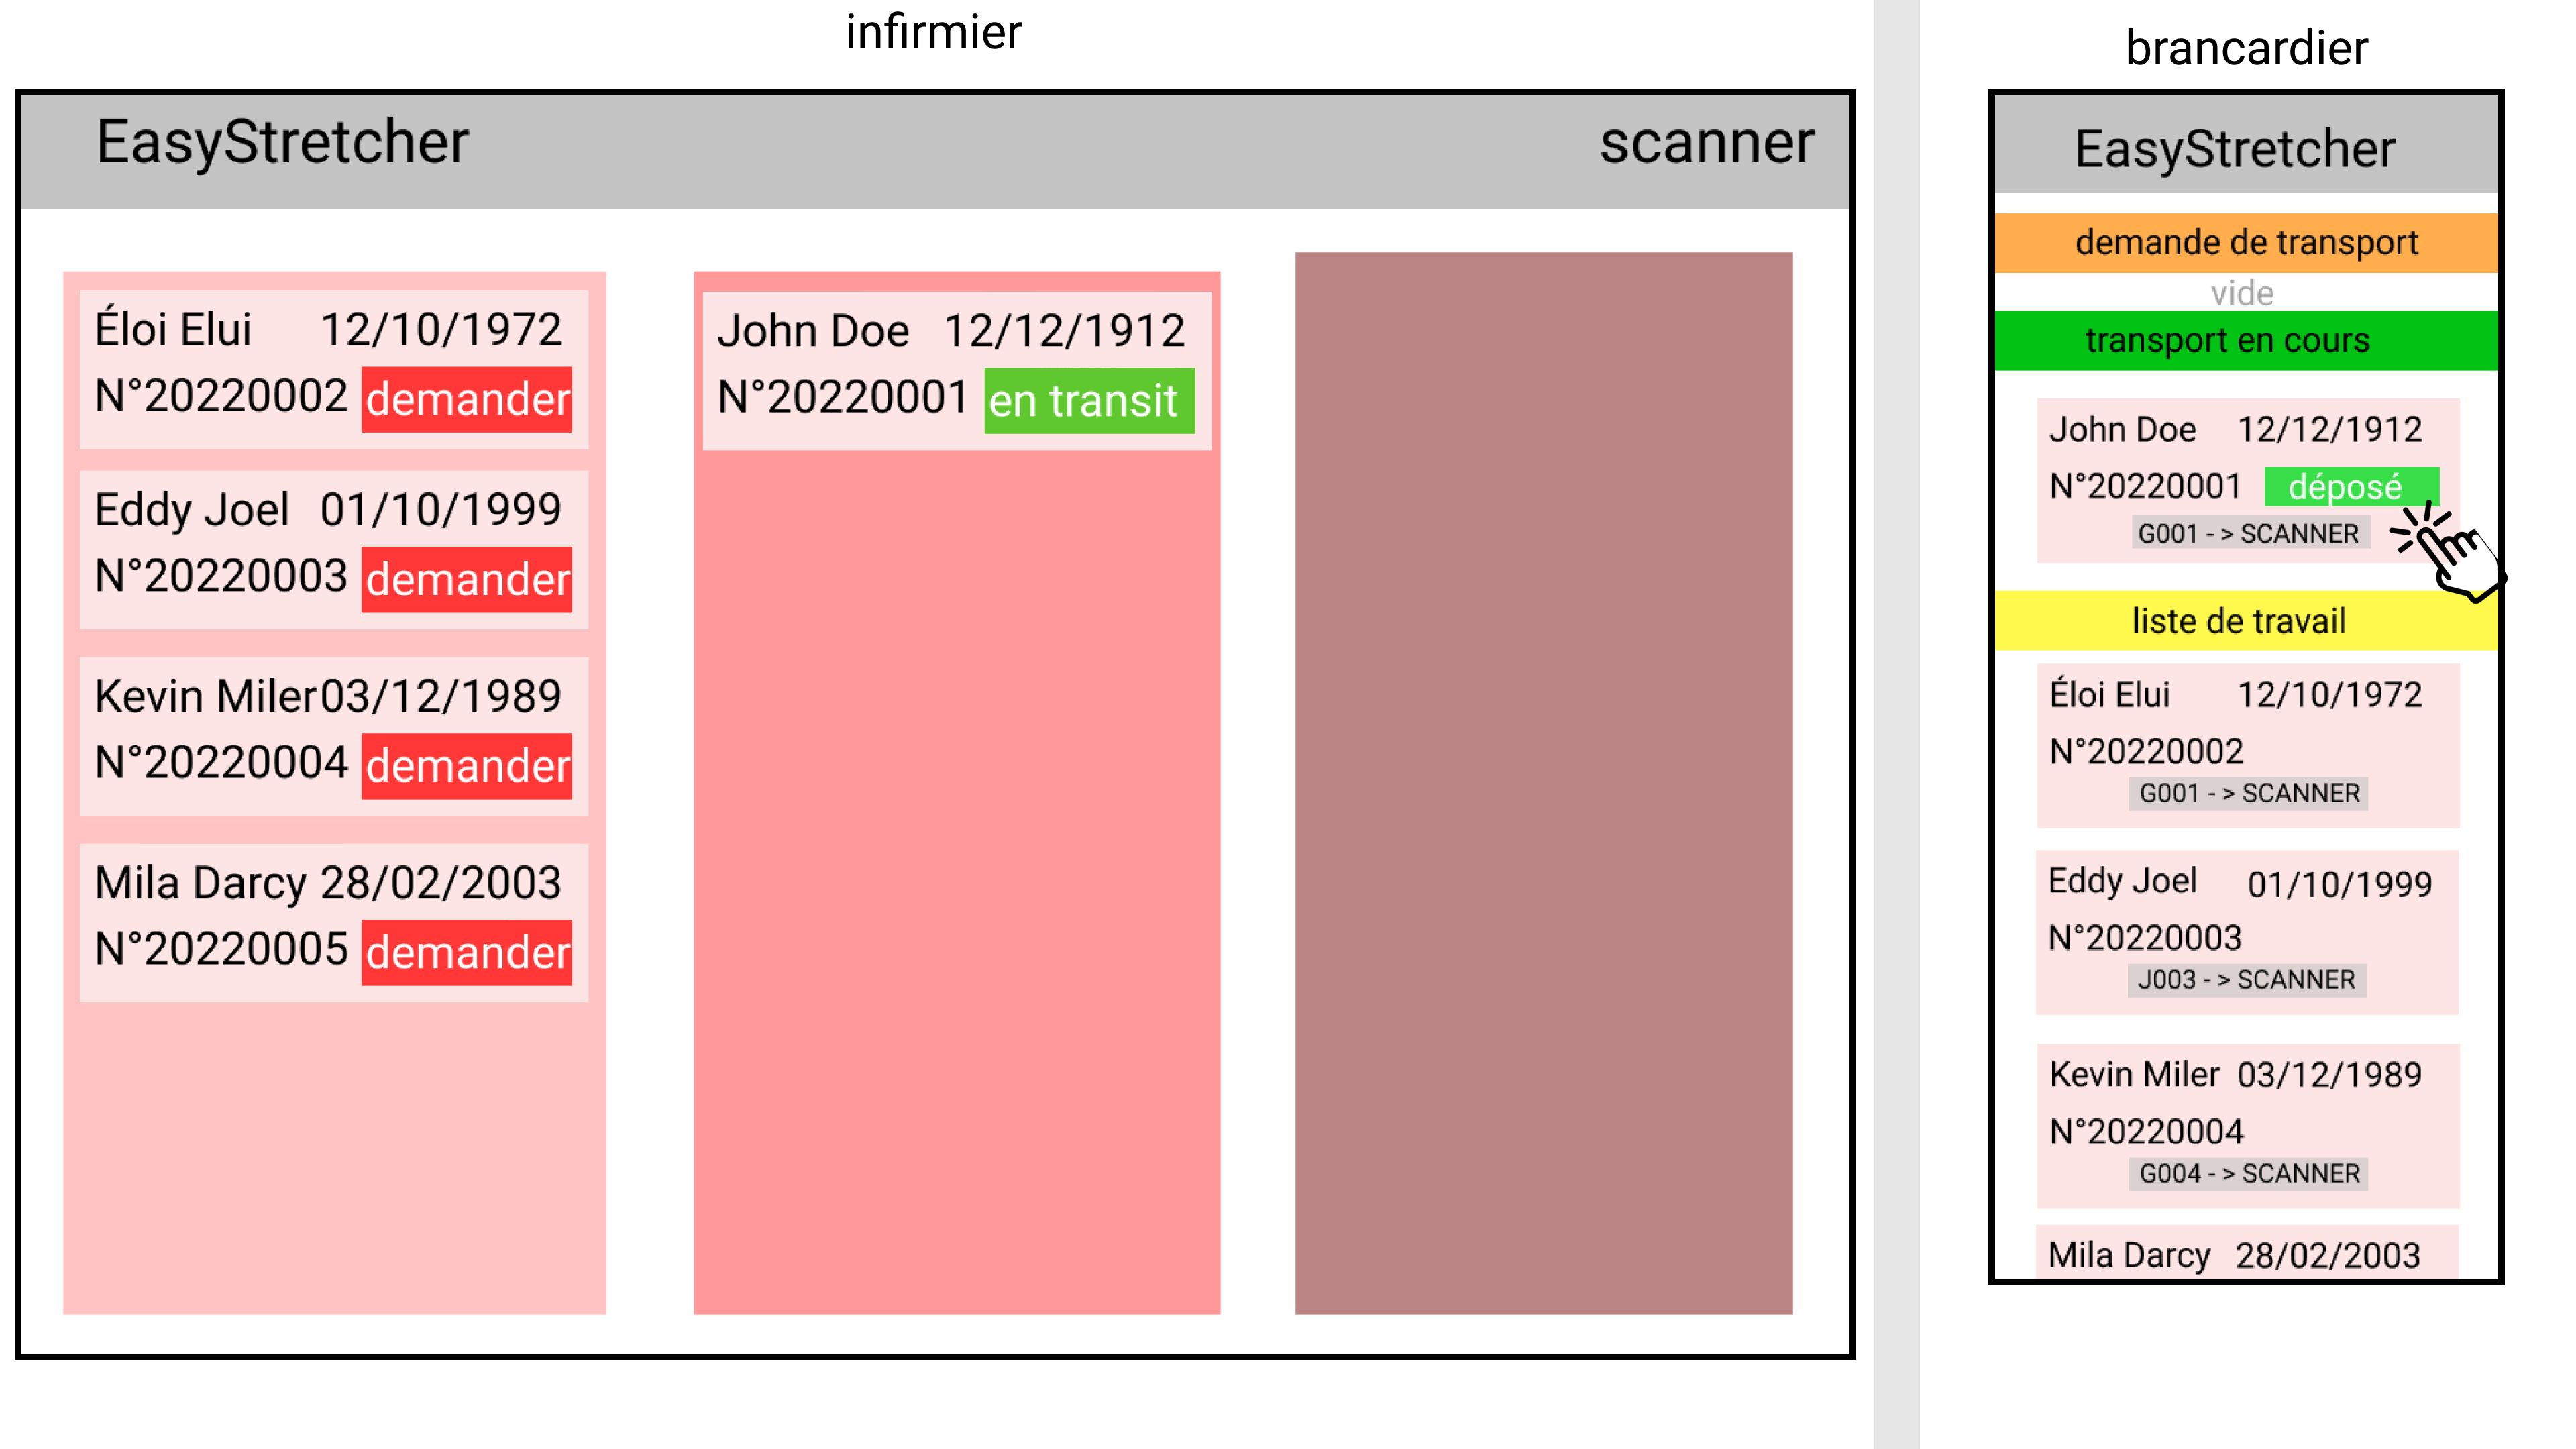 infirmier
EasyStretcher scanner
Éloi Elui 12/10/1972
N°20220002 demander
Eddy Joel 01/10/1999
N°20220003 demander
Kevin Miler 03/12/1989
N°20220004 demander
Mila Darcy 28/02/2003
N°20220005 demander
John Doe 12/12/1912
N°20220001 en transit
brancardier
EasyStretcher
demande de transport
vide
transport en cours
John Doe 12/12/1912
N°20220001 déposé
G001 - > SCANNER
liste de travail
Éloi Elui 12/10/1972
N°20220002
G001 - > SCANNER
Eddy Joel 01/10/1999
N°20220003
J003 - > SCANNER
Kevin Miler 03/12/1989
N°20220004
G004 - > SCANNER
Mila Darcy 28/02/2003